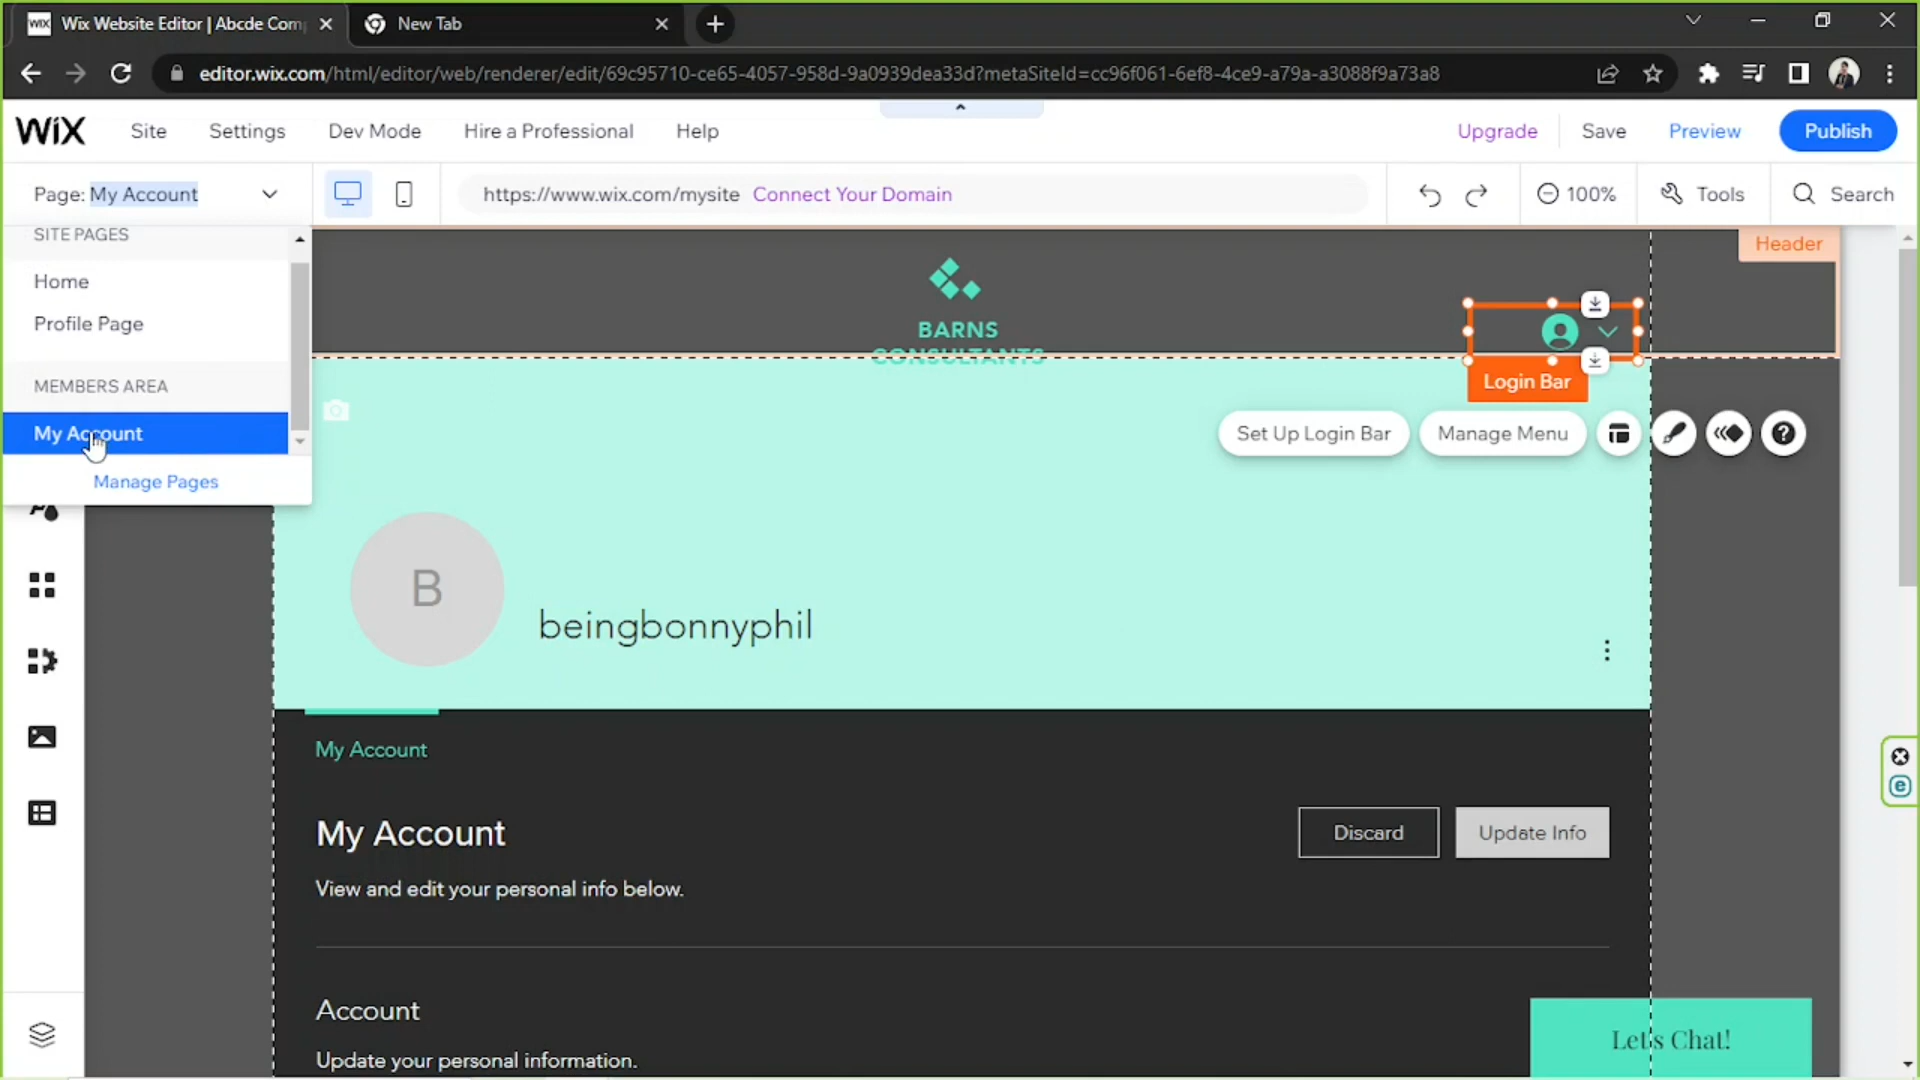 WIX Wix Website Editor | Abcde Com
New Tab
editor.wix.com/html/editor/web/renderer/edit/69c95710-ce65-4057-958d-9a0939dea33d?metaSiteId=cc96f061-6ef8-4ce9-a79a-a3088f9a73a8
WiX Site Settings Dev Mode Hire a Professional Help Upgrade Save Preview Publish
Page: My Account https://www.wix.com/mysite Connect Your Domain 100% Tools Search
SITE PAGES
Home
Profile Page
MEMBERS AREA
My Account
Manage Pages
Header
BARNS
CONSULTANTS
Login Bar
Set Up Login Bar Manage Menu ?
B
beingbonnyphil
My Account
My Account
Discard Update Info
View and edit your personal info below.
Account
Update your personal information.
Let's Chat!